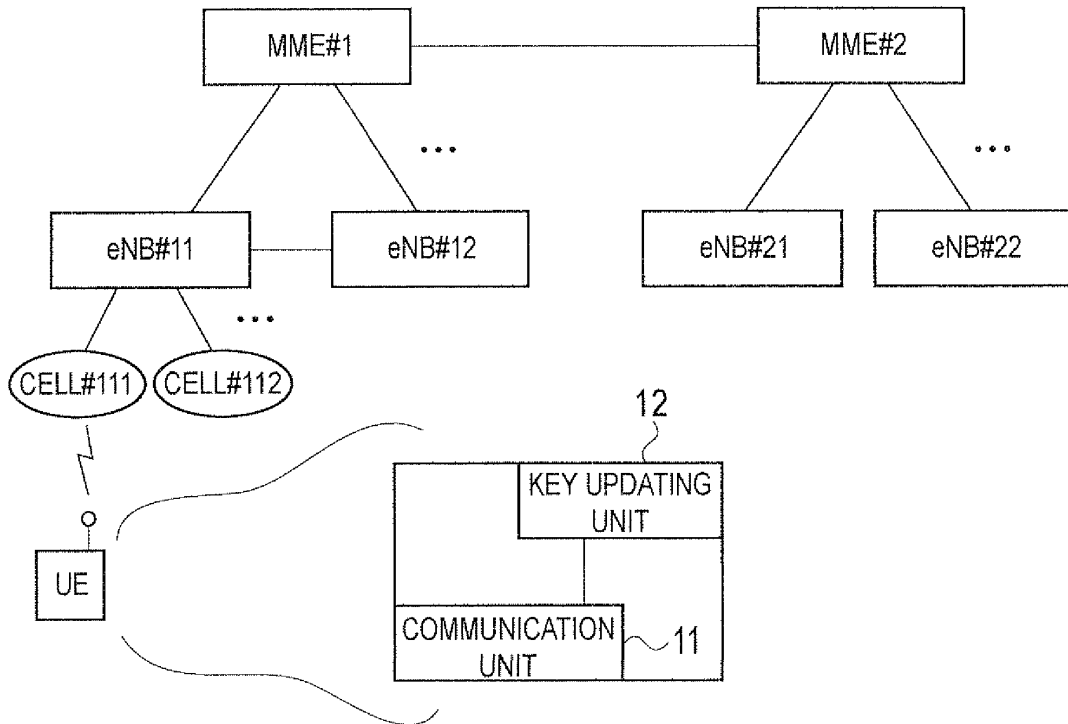 MME#1
MME#2
...
...
eNB#11
eNB#12
eNB#21
eNB#22
...
CELL#111
CELL#112
12
KEY UPDATING
UNIT
UE
COMMUNICATION
UNIT
11